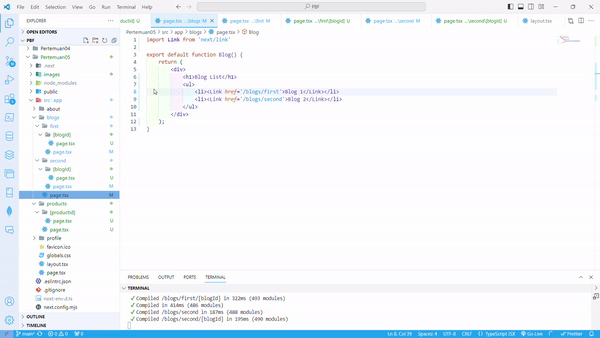 File Edit Selection View Go Run Terminal Help
PBF
EXPLORER
page.tsx ...\blogs M
page.tsx ...\first M
page.tsx ...\first\[blogId] U
page.tsx ...\second M
page.tsx ...\second\[blogId] U
layout.tsx
Pertemuan05 > src > app > blogs > page.tsx > Blog
OPEN EDITORS
PBF
Pertemuan04
Pertemuan05
.next
.images
node_modules
public
src\app
about
blogs
first
[blogId]
page.tsx U
page.tsx M
second
[blogId]
page.tsx U
page.tsx M
page.tsx M
products
[productId]
page.tsx U
page.tsx U
profile
favicon.ico
globals.css
layout.tsx
page.tsx
.eslintrc.json
.gitignore
next-env.d.ts
next.config.mjs
OUTLINE
TIMELINE
1 import Link from 'next/link'
2
3 export default function Blog() {
4 return (
5 <div>
6 <h1>Blog List</h1>
7 <ul>
8 <li><Link href='/blogs/first'>Blog 1</Link></li>
9 <li><Link href='/blogs/second'>Blog 2</Link></li>
10 </ul>
11 </div>
12 );
13 }
PROBLEMS OUTPUT PORTS TERMINAL
TERMINAL
✓ Compiled /blogs/first/[blogId] in 322ms (493 modules)
✓ Compiled in 414ms (486 modules)
✓ Compiled /blogs/second in 187ms (488 modules)
✓ Compiled /blogs/second/[blogId] in 195ms (490 modules)
main* 0 0 0 Ln 8, Col 39 Spaces: 4 UTF-8 CRLF TypeScript JSX Go Live Prettier